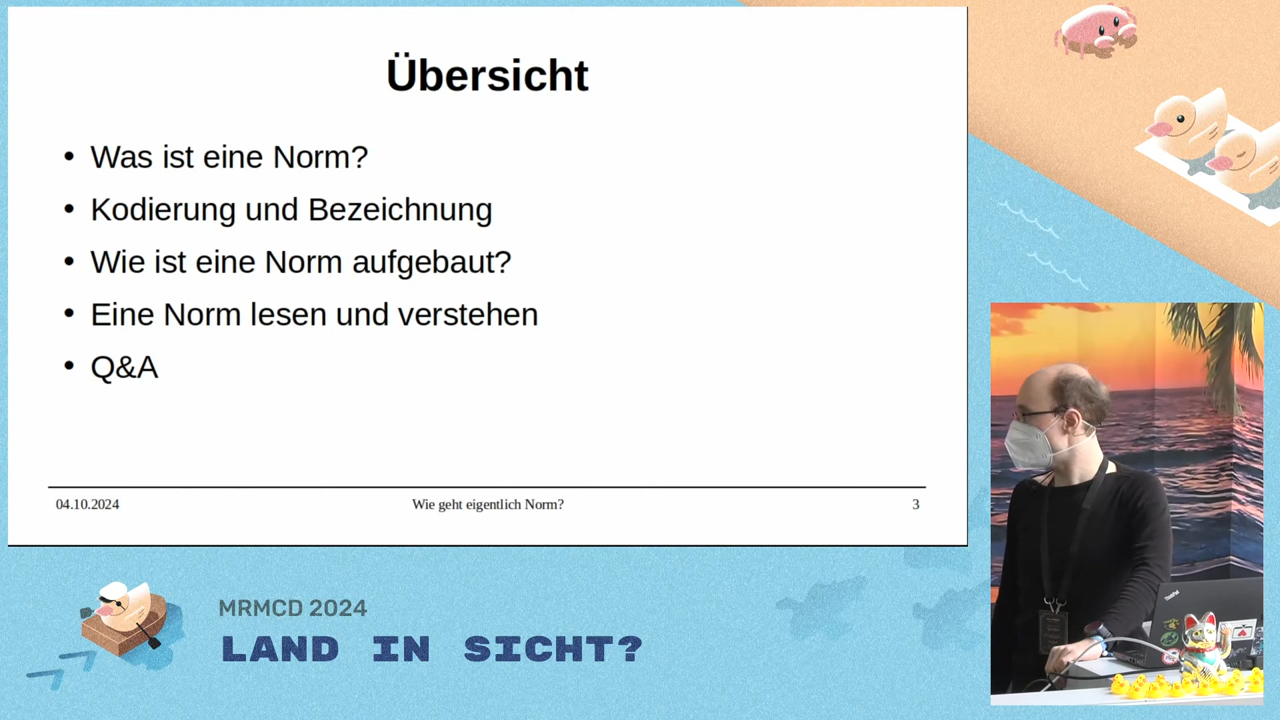 Übersicht
• Was ist eine Norm?
• Kodierung und Bezeichnung
• Wie ist eine Norm aufgebaut?
• Eine Norm lesen und verstehen
• Q&A
04.10.2024 Wie geht eigentlich Norm? 3
ThinkPad
MRMCD 2024
LAND IN SICHT?